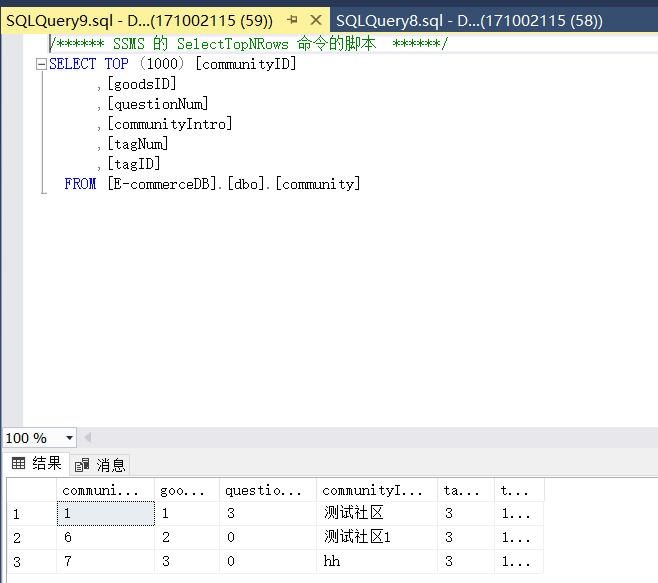 SQLQuery9.sql - D...(171002115 (59)) SQLQuery8.sql - D...(171002115 (58))
/****** SSMS 的 SelectTopNRows 命令的脚本 ******/
SELECT TOP (1000) [communityID]
,[goodsID]
,[questionNum]
,[communityIntro]
,[tagNum]
,[tagID]
FROM [E-commerceDB].[dbo].[community]
100 %
结果 消息
communi... goo... questio... communityI... ta... t...
1 1 1 3 测试社区 3 1...
2 6 2 0 测试社区1 3 1...
3 7 3 0 hh 3 1...